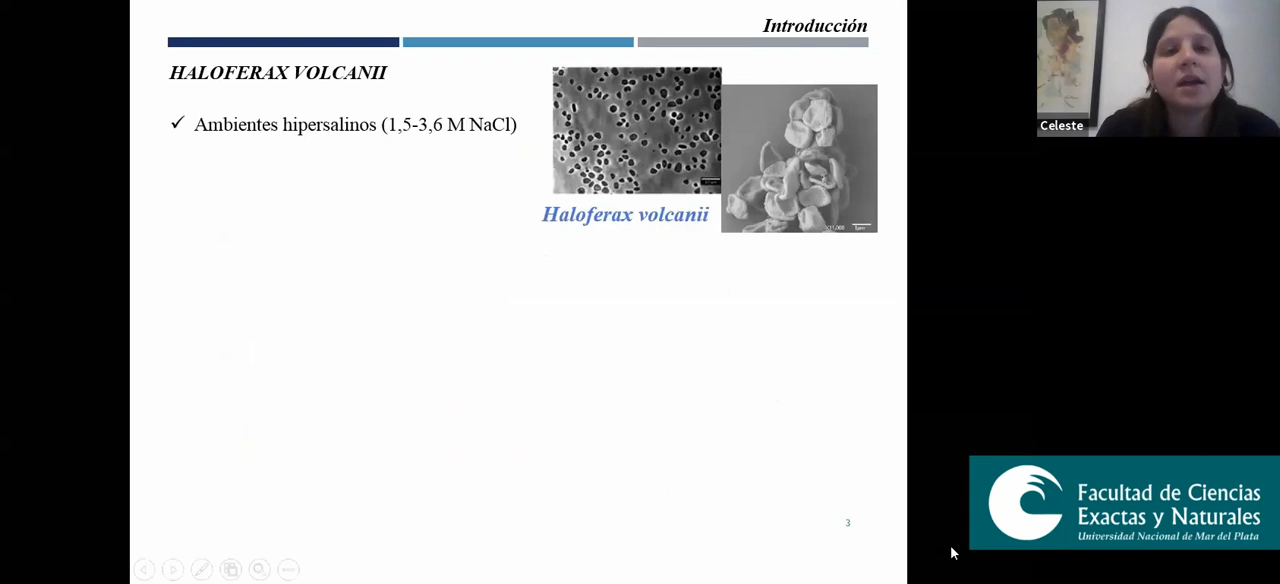 Introducción
HALOFERAX VOLCANII
✓ Ambientes hipersalinos (1,5-3,6 M NaCl)
Haloferax volcanii
Celeste
3
Facultad de Ciencias
Exactas y Naturales
Universidad Nacional de Mar del Plata